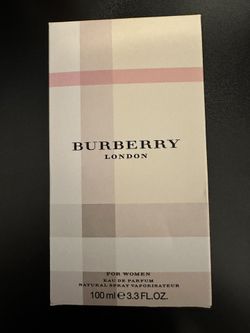 BURBERRY
LONDON
FOR WOMEN
EAU DE PARFUM
NATURAL SPRAY VAPORISATEUR
100 ml ℮ 3.3 FL.OZ.